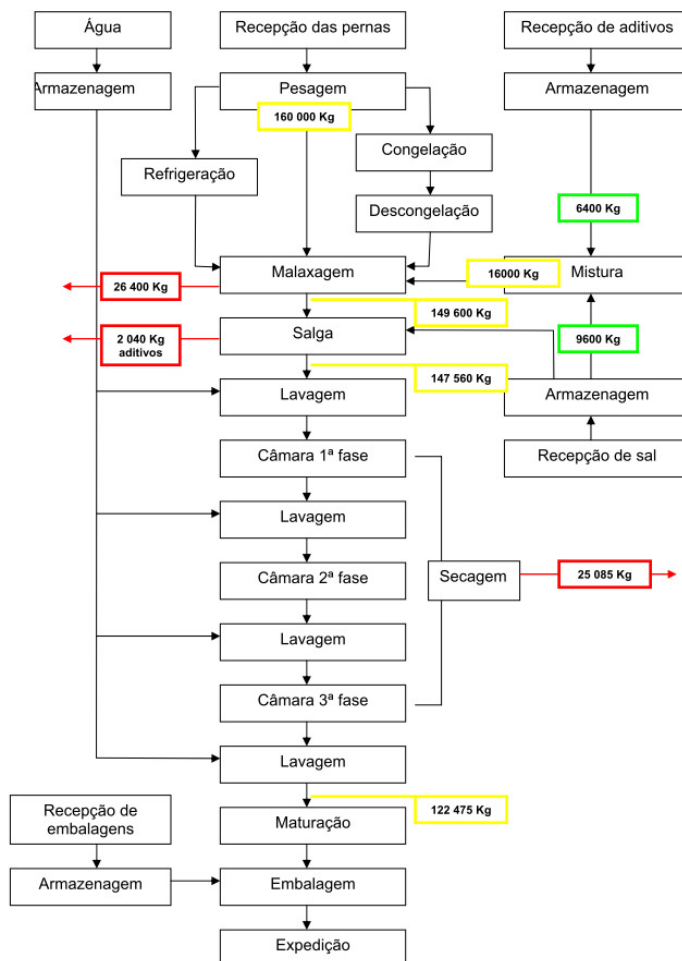 Água
Recepção das pernas
Recepção de aditivos
Armazenagem
Pesagem
Armazenagem
160 000 Kg
Congelação
Refrigeração
Descongelação
6400 Kg
Malaxagem
16000 Kg
Mistura
26 400 Kg
149 600 Kg
Salga
2 040 Kg
aditivos
9600 Kg
147 560 Kg
Lavagem
Armazenagem
Câmara 1ª fase
Recepção de sal
Lavagem
Câmara 2ª fase
Secagem
25 085 Kg
Lavagem
Câmara 3ª fase
Lavagem
122 475 Kg
Recepção de
embalagens
Maturação
Armazenagem
Embalagem
Expedição